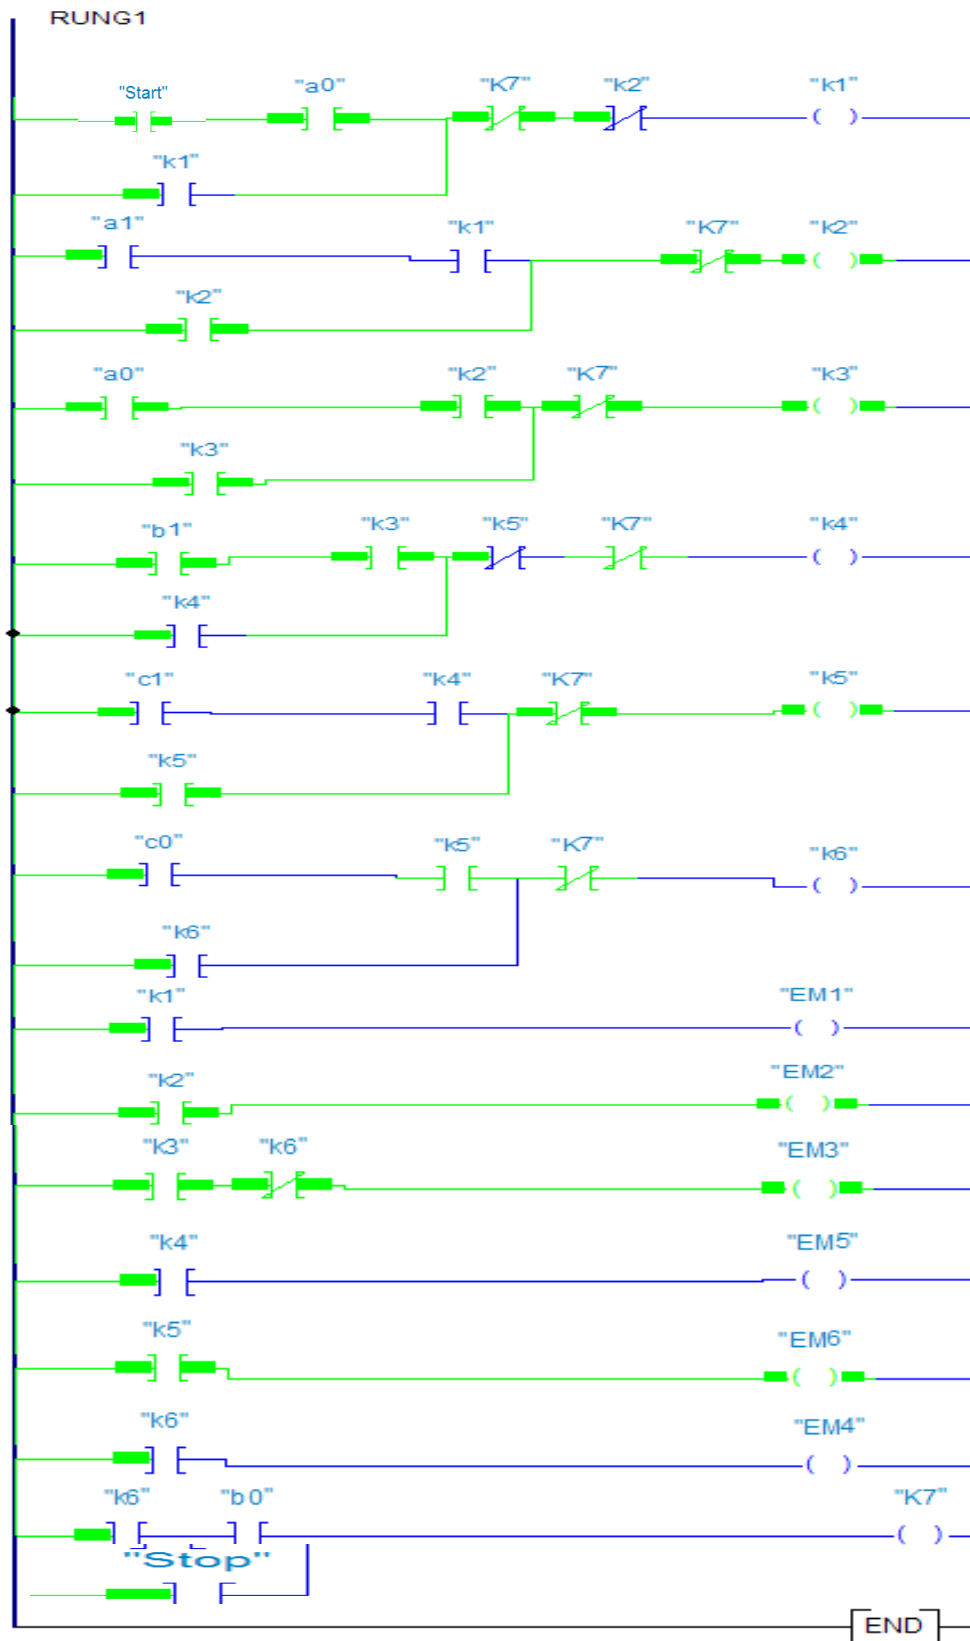 RUNG1
"Start" "a0" "K7" "k2" "k1"
"k1"
"a1" "k1" "K7" "k2"
"k2"
"a0" "k2" "K7" "k3"
"k3"
"b1" "k3" "k5" "K7" "k4"
"k4"
"c1" "k4" "K7" "k5"
"k5"
"c0" "k5" "K7" "k6"
"k6"
"k1" "EM1"
"k2" "EM2"
"k3" "k6" "EM3"
"k4" "EM5"
"k5" "EM6"
"k6" "EM4"
"k6" "b0" "K7"
"Stop"
END